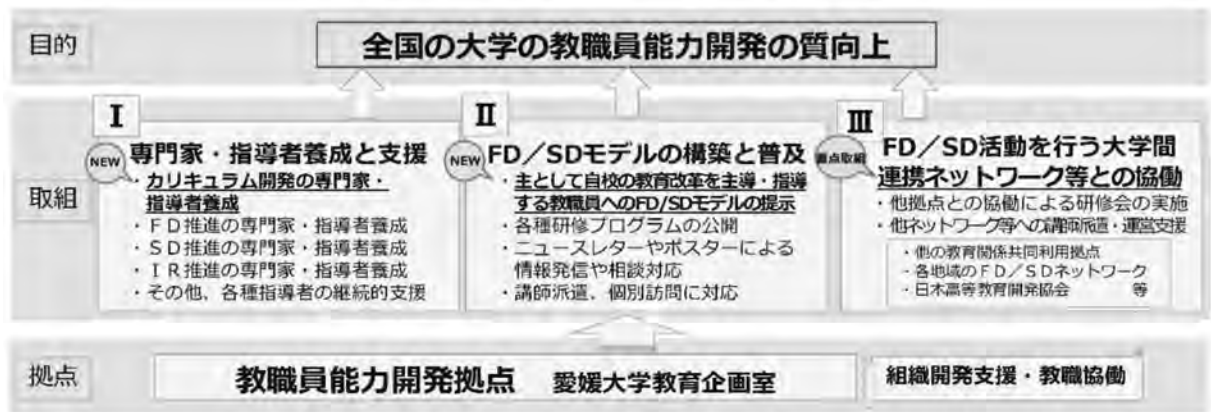 目的
全国の大学の教職員能力開発の質向上
取組
I
NEW
専門家・指導者養成と支援
・カリキュラム開発の専門家・
指導者養成
・FD推進の専門家・指導者養成
・SD推進の専門家・指導者養成
・IR推進の専門家・指導者養成
・その他、各種指導者の継続的支援
II
NEW
FD/SDモデルの構築と普及
・主として自校の教育改革を主導・指導
する教職員へのFD/SDモデルの提示
・各種研修プログラムの公開
・ニュースレターやポスターによる
情報発信や相談対応
・講師派遣、個別訪問に対応
III
重点取組
FD/SD活動を行う大学間
連携ネットワーク等との協働
・他拠点との協働による研修会の実施
・他ネットワーク等への講師派遣・運営支援
・他の教育関係共同利用拠点
・各地域のFD/SDネットワーク
・日本高等教育開発協会 等
拠点
教職員能力開発拠点 愛媛大学教育企画室
組織開発支援・教職協働